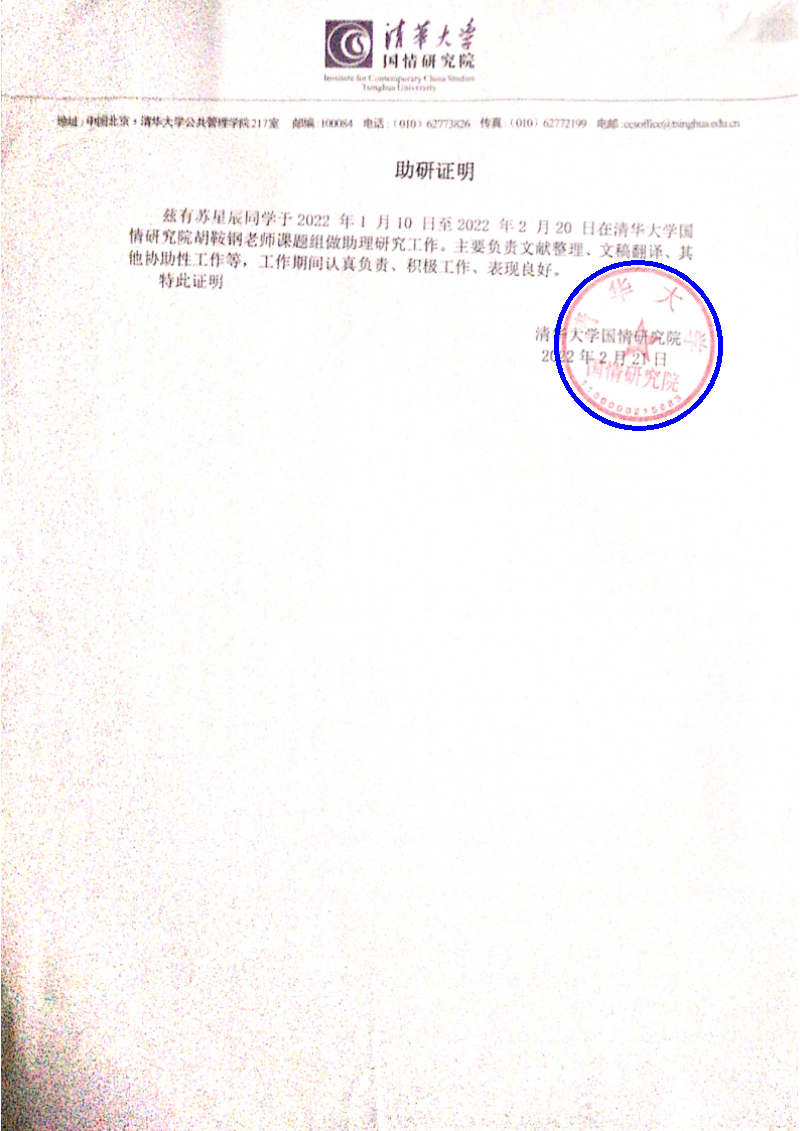 清华大学
国情研究院
Institute for Contemporary China Studies
Tsinghua University
地址：中国北京，清华大学公共管理学院217室 邮编：100084 电话：（010）62773826 传真：（010）62772199 电邮：ccsoffice@tsinghua.edu.cn
助研证明
兹有苏星辰同学于2022 年 1 月 10 日至 2022 年 2 月 20 日在清华大学国
情研究院胡鞍钢老师课题组做助理研究工作。主要负责文献整理、文稿翻译、其
他协助性工作等，工作期间认真负责、积极工作、表现良好。
特此证明
清华大学国情研究院
2022 年 2 月 21 日
清华大学
国情研究院